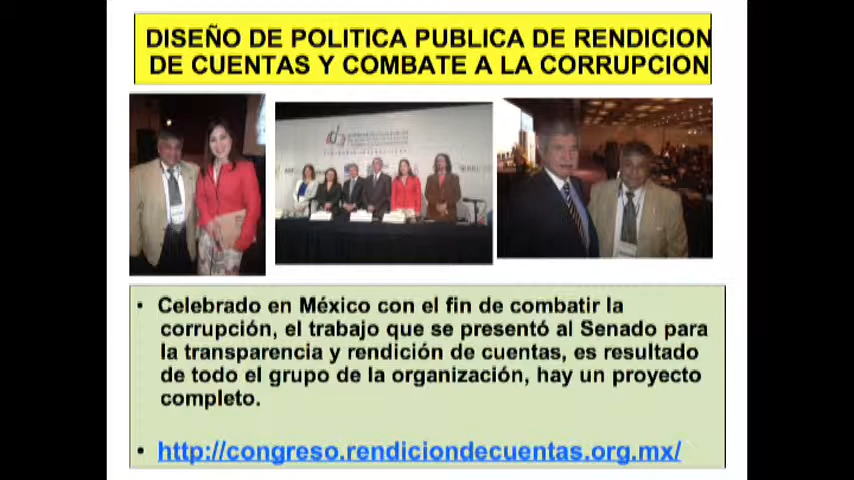 DISEÑO DE POLITICA PUBLICA DE RENDICION
DE CUENTAS Y COMBATE A LA CORRUPCION
• Celebrado en México con el fin de combatir la
corrupción, el trabajo que se presentó al Senado para
la transparencia y rendición de cuentas, es resultado
de todo el grupo de la organización, hay un proyecto
completo.
• http://congreso.rendiciondecuentas.org.mx/